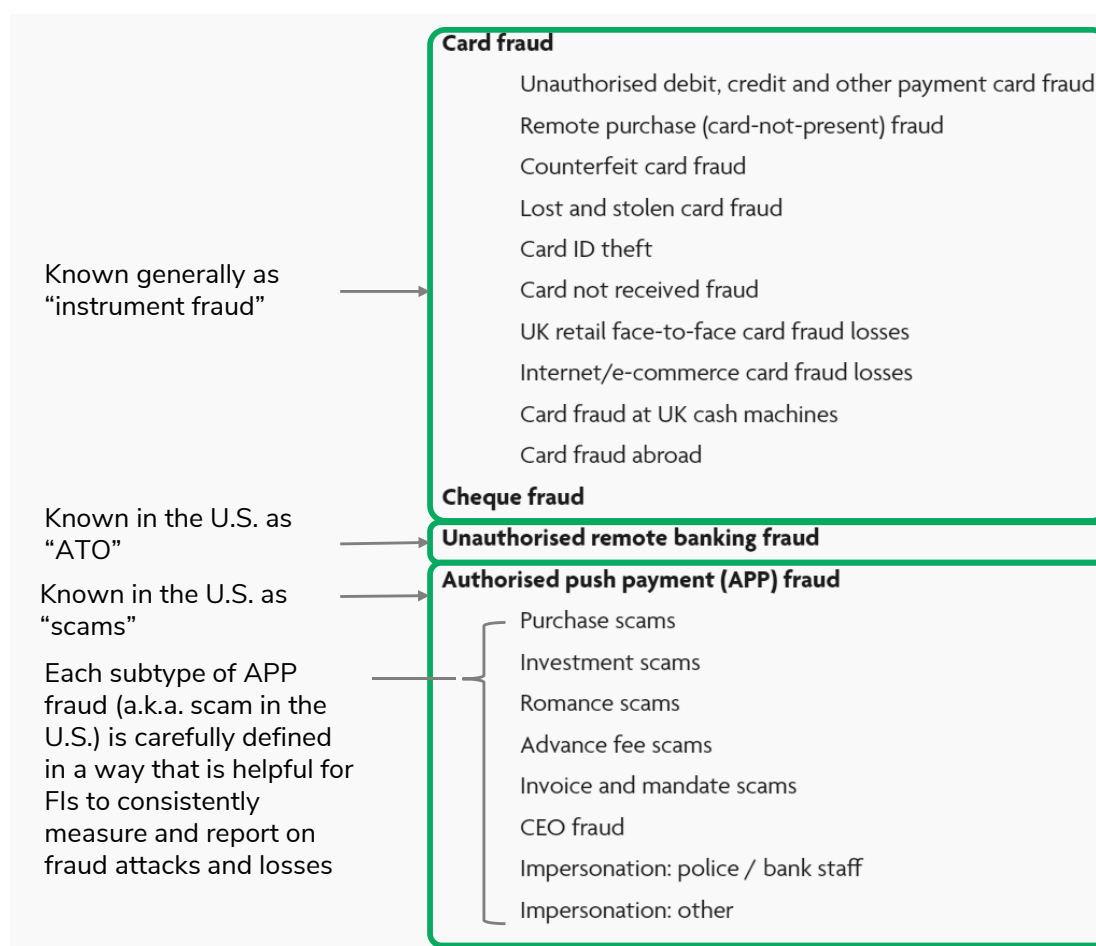 Card fraud
Unauthorised debit, credit and other payment card fraud
Remote purchase (card-not-present) fraud
Counterfeit card fraud
Lost and stolen card fraud
Card ID theft
Card not received fraud
UK retail face-to-face card fraud losses
Internet/e-commerce card fraud losses
Card fraud at UK cash machines
Card fraud abroad
Cheque fraud
Known generally as
“instrument fraud”
Unauthorised remote banking fraud
Known in the U.S. as
“ATO”
Authorised push payment (APP) fraud
Known in the U.S. as
“scams”
Purchase scams
Investment scams
Romance scams
Advance fee scams
Invoice and mandate scams
CEO fraud
Impersonation: police / bank staff
Impersonation: other
Each subtype of APP
fraud (a.k.a. scam in the
U.S.) is carefully defined
in a way that is helpful for
FIs to consistently
measure and report on
fraud attacks and losses